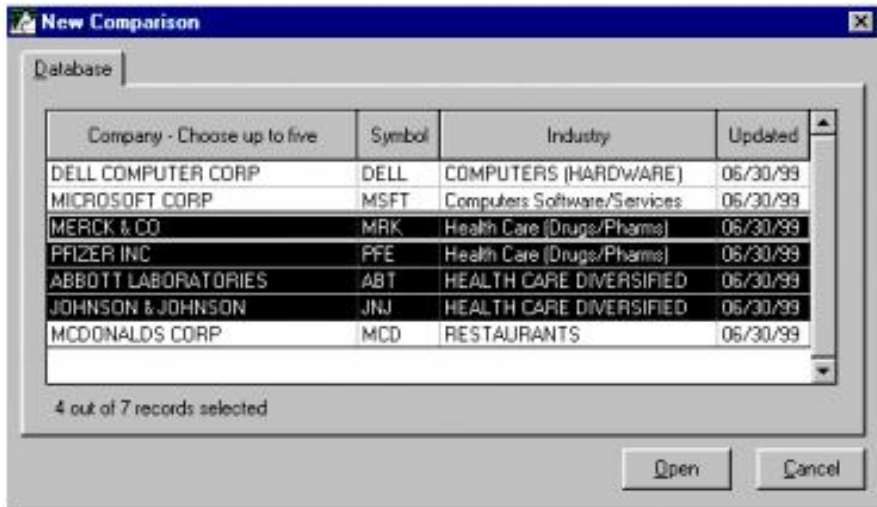 New Comparison
Database
Company - Choose up to five Symbol Industry Updated
DELL COMPUTER CORP DELL COMPUTERS (HARDWARE) 06/30/99
MICROSOFT CORP MSFT Computers Software/Services 06/30/99
MERCK & CO MRK Health Care (Drugs/Pharms) 06/30/99
PFIZER INC PFE Health Care (Drugs/Pharms) 06/30/99
ABBOTT LABORATORIES ABT HEALTH CARE DIVERSIFIED 06/30/99
JOHNSON & JOHNSON JNJ HEALTH CARE DIVERSIFIED 06/30/99
MCDONALDS CORP MCD RESTAURANTS 06/30/99
4 out of 7 records selected
Open Cancel